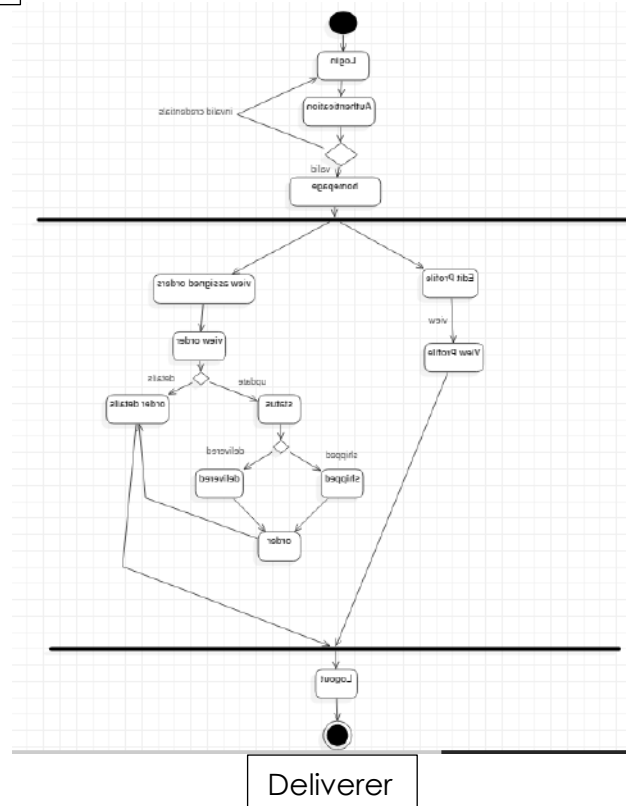 Login
Authentication
invalid credentials
valid
homepage
view assigned orders
Edit Profile
view
view order
View Profile
details
update
order details
status
delivered
shipped
delivered
shipped
order
Logout
Deliverer